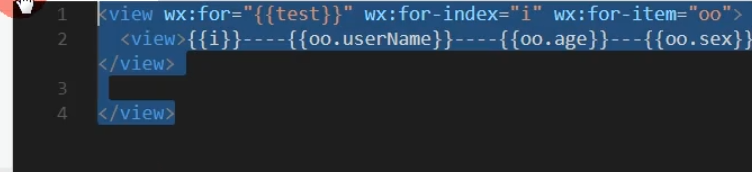 1 <view wx:for="{{test}}" wx:for-index="i" wx:for-item="oo">
2 <view>{{i}}----{{oo.userName}}----{{oo.age}}---{{oo.sex}}
</view>
3
4 </view>